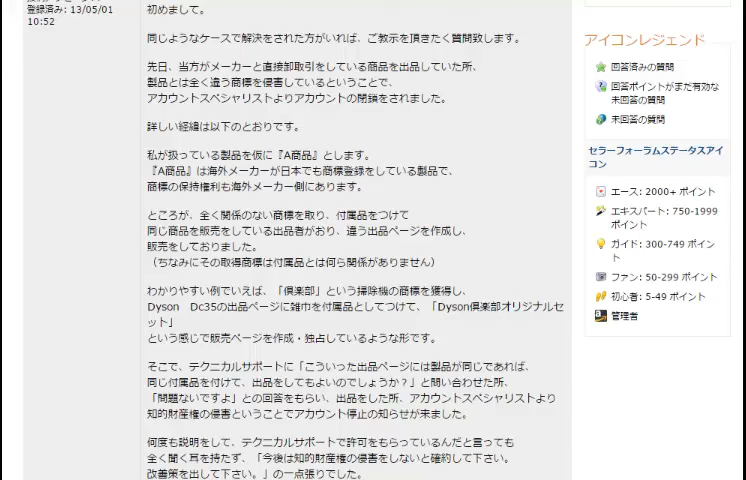 登録済み: 13/05/01
10:52
初めまして。
同じようなケースで解決をされた方がいれば、ご教示を頂きたく質問致します。
先日、当方がメーカーと直接卸取引をしている商品を出品していた所、
製品とは全く違う商標を侵害しているということで、
アカウントスペシャリストよりアカウントの閉鎖をされました。
詳しい経緯は以下のとおりです。
私が扱っている製品を仮に『A商品』とします。
『A商品』は海外メーカーが日本でも商標登録をしている製品で、
商標の保持権利も海外メーカー側にあります。
ところが、全く関係のない商標を取り、付属品をつけて
同じ商品を販売をしている出品者がおり、違う出品ページを作成し、
販売をしておりました。
（ちなみにその取得商標は付属品とは何ら関係がありません）
わかりやすい例でいえば、「倶楽部」という掃除機の商標を獲得し、
Dyson　Dc35の出品ページに雑巾を付属品としてつけて、「Dyson倶楽部オリジナルセ
ット」
という感じで販売ページを作成・独占しているような形です。
そこで、テクニカルサポートに「こういった出品ページには製品が同じであれば、
同じ付属品を付けて、出品をしてもよいのでしょうか？」と問い合わせた所、
「問題ないですよ」との回答をもらい、出品をした所、アカウントスペシャリストより
知的財産権の侵害ということでアカウント停止の知らせが来ました。
何度も説明をして、テクニカルサポートで許可をもらっているんだと言っても
全く聞く耳を持たず、「今後は知的財産権の侵害をしないと確約して下さい。
改善策を出して下さい。」の一点張りでした。
アイコンレジェンド
回答済みの質問
回答ポイントがまだ有効な
未回答の質問
未回答の質問
セラーフォーラムステータスアイ
コン
エース: 2000+ ポイント
エキスパート: 750-1999
ポイント
ガイド: 300-749 ポイン
ト
ファン: 50-299 ポイント
初心者: 5-49 ポイント
管理者